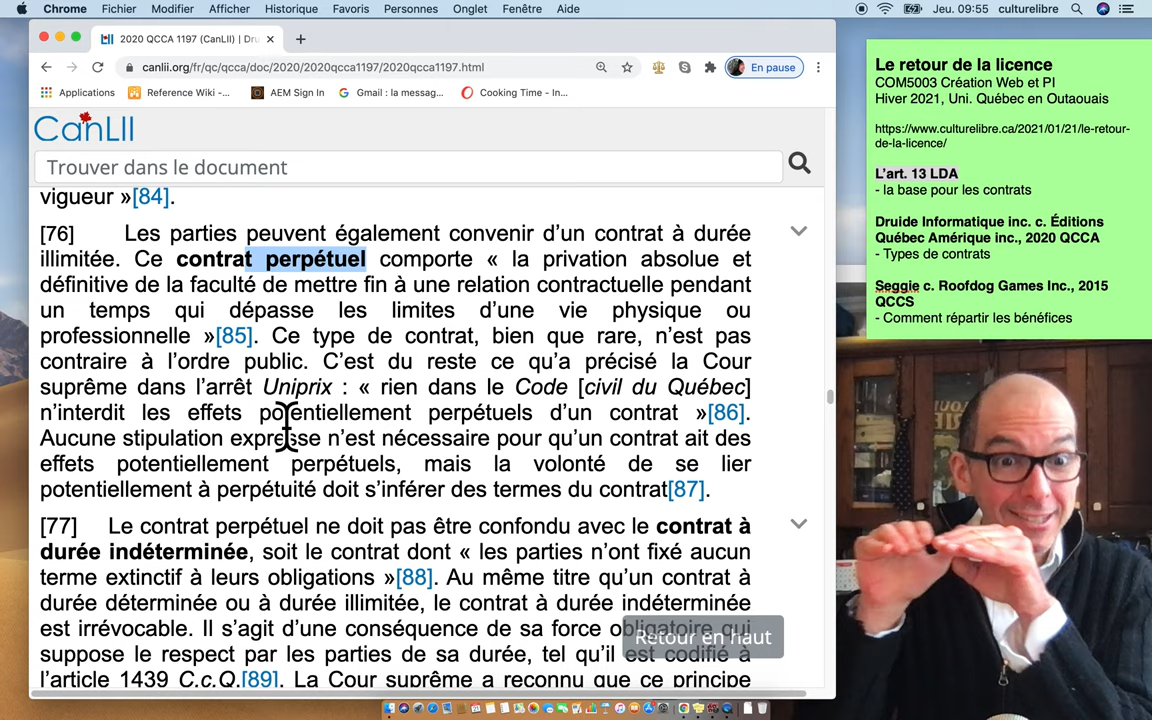 Chrome Fichier Modifier Afficher Historique Favoris Personnes Onglet Fenêtre Aide Jeu. 09:55 culturelibre
2020 QCCA 1197 (CanLII) | Dru
canlii.org/fr/qc/qcca/doc/2020/2020qcca1197/2020qcca1197.html
En pause
Applications Reference Wiki -... AEM Sign In Gmail : la messag... Cooking Time - In...
CanLII
Trouver dans le document
vigueur »[84].
[76] Les parties peuvent également convenir d’un contrat à durée
illimitée. Ce contrat perpétuel comporte « la privation absolue et
définitive de la faculté de mettre fin à une relation contractuelle pendant
un temps qui dépasse les limites d’une vie physique ou
professionnelle »[85]. Ce type de contrat, bien que rare, n’est pas
contraire à l’ordre public. C’est du reste ce qu’a précisé la Cour
suprême dans l’arrêt Uniprix : « rien dans le Code [civil du Québec]
n’interdit les effets potentiellement perpétuels d’un contrat »[86].
Aucune stipulation expresse n’est nécessaire pour qu’un contrat ait des
effets potentiellement perpétuels, mais la volonté de se lier
potentiellement à perpétuité doit s’inférer des termes du contrat[87].
[77] Le contrat perpétuel ne doit pas être confondu avec le contrat à
durée indéterminée, soit le contrat dont « les parties n’ont fixé aucun
terme extinctif à leurs obligations »[88]. Au même titre qu’un contrat à
durée déterminée ou à durée illimitée, le contrat à durée indéterminée
est irrévocable. Il s’agit d’une conséquence de sa force obligatoire qui
suppose le respect par les parties de sa durée, tel qu’il est codifié à
l’article 1439 C.c.Q.[89]. La Cour suprême a reconnu que ce principe
Retour en haut
Le retour de la licence
COM5003 Création Web et PI
Hiver 2021, Uni. Québec en Outaouais
https://www.culturelibre.ca/2021/01/21/le-retour-
de-la-licence/
L’art. 13 LDA
- la base pour les contrats
Druide Informatique inc. c. Éditions
Québec Amérique inc., 2020 QCCA
- Types de contrats
Seggie c. Roofdog Games Inc., 2015
QCCS
- Comment répartir les bénéfices